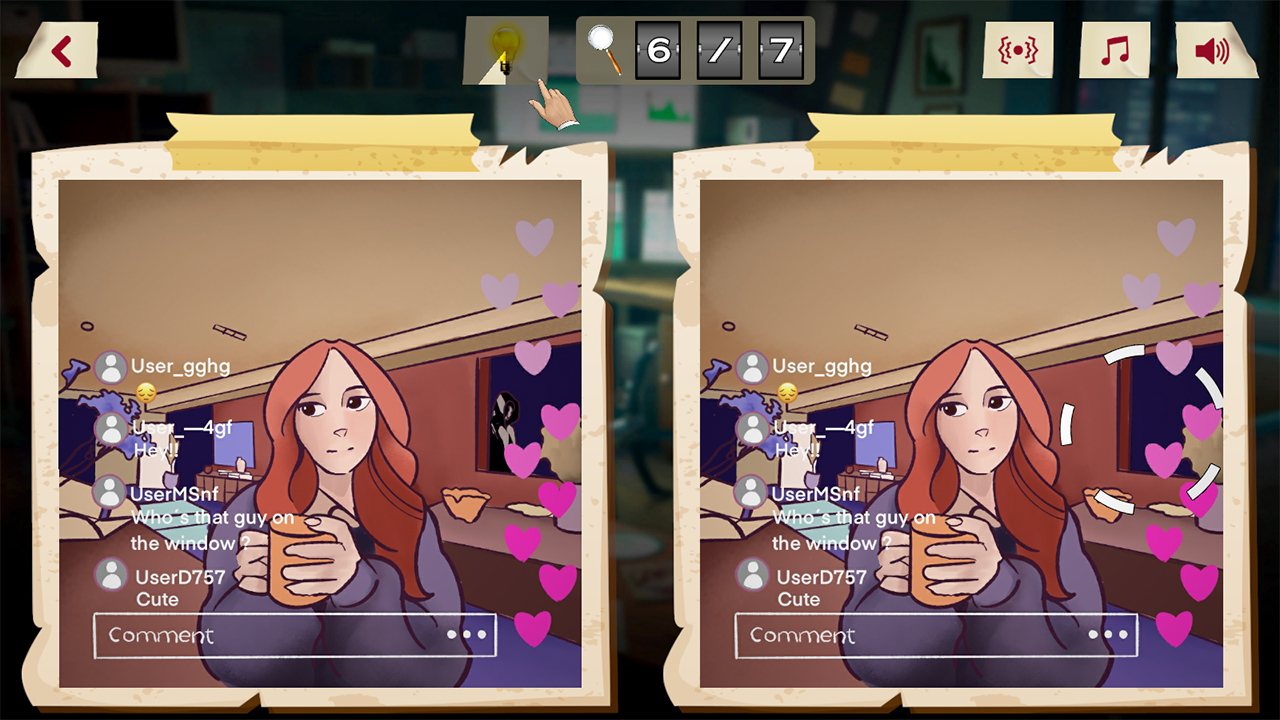 6 / 7
User_gghg
User_—4gf
Hey!!
UserMSnf
Who´s that guy on
the window ?
UserD757
Cute
Comment
User_gghg
User_—4gf
Hey!!
UserMSnf
Who´s that guy on
the window ?
UserD757
Cute
Comment